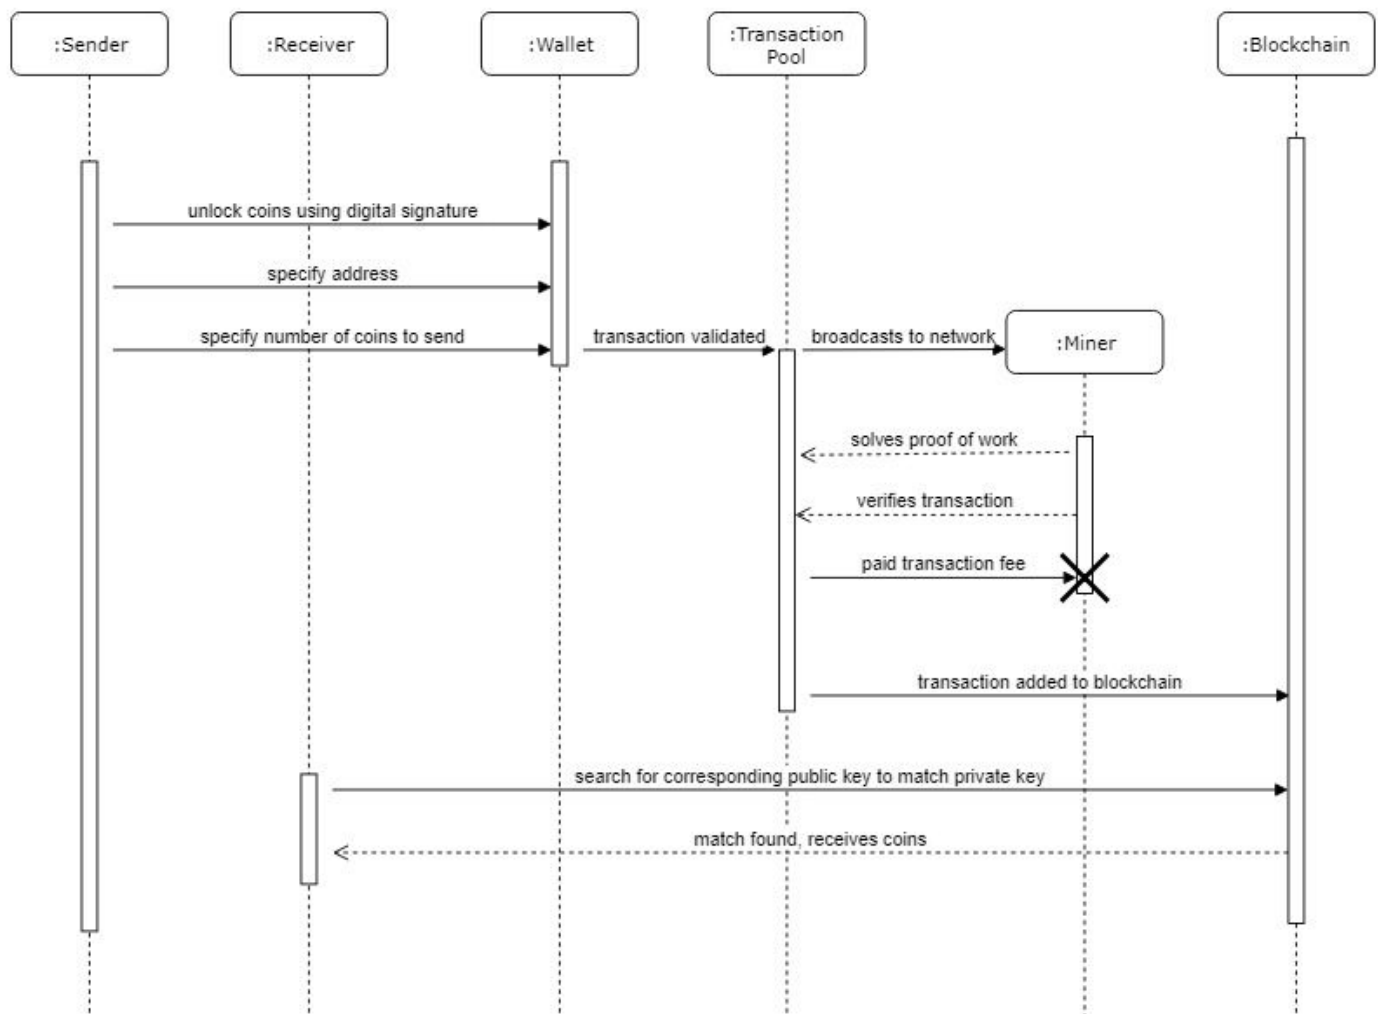 :Sender
:Receiver
:Wallet
:Transaction
Pool
:Blockchain
unlock coins using digital signature
specify address
specify number of coins to send
transaction validated
broadcasts to network
:Miner
solves proof of work
verifies transaction
paid transaction fee
transaction added to blockchain
search for corresponding public key to match private key
match found, receives coins